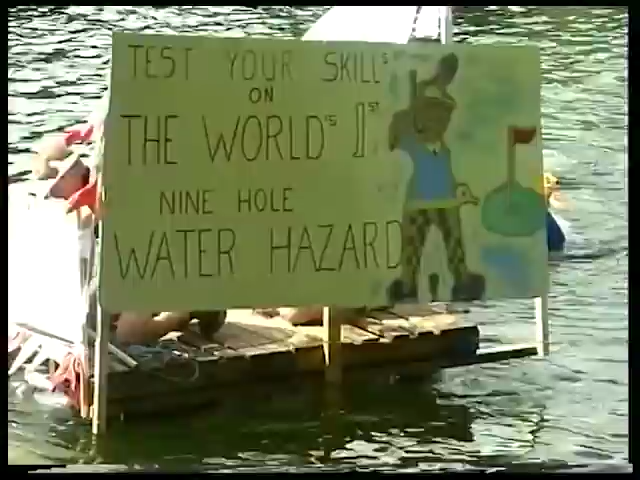 TEST YOUR SKILLS
ON
THE WORLD'S 1ST
NINE HOLE
WATER HAZARD